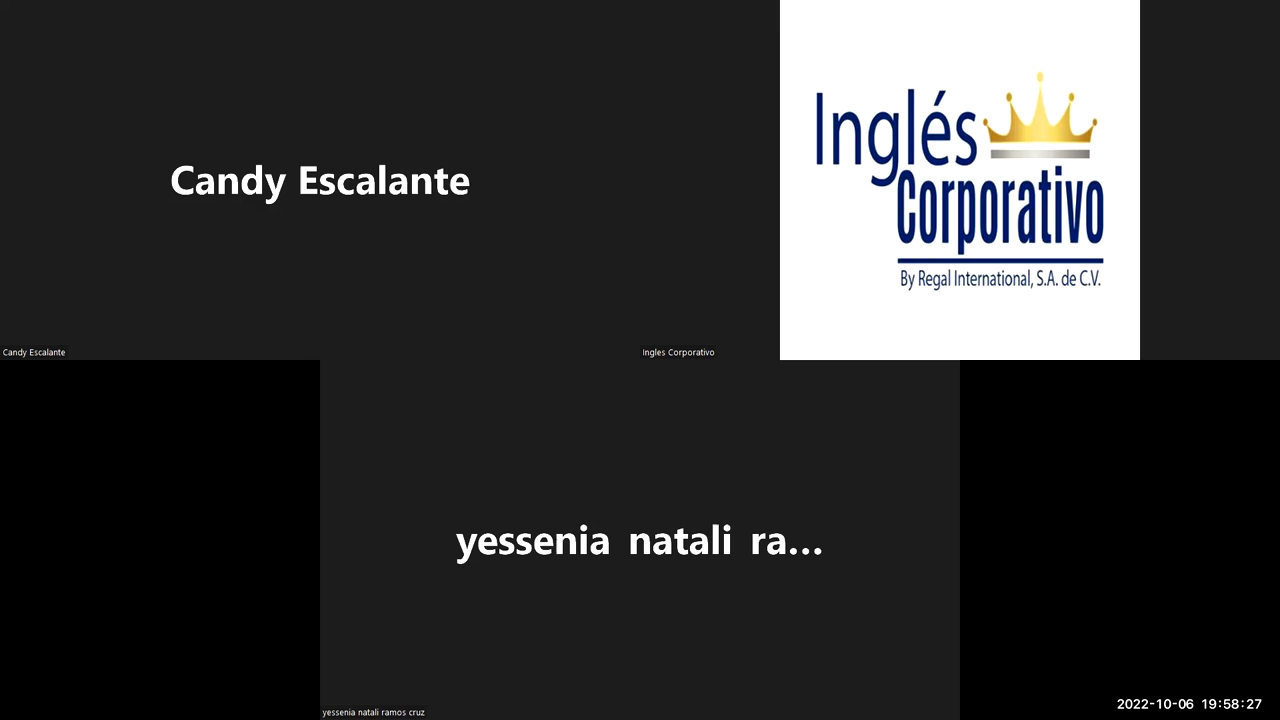 Candy Escalante
Candy Escalante
Inglés
Corporativo
By Regal International, S.A. de C.V.
Ingles Corporativo
yessenia natali ra...
yessenia natali ramos cruz
2022-10-06 19:58:27